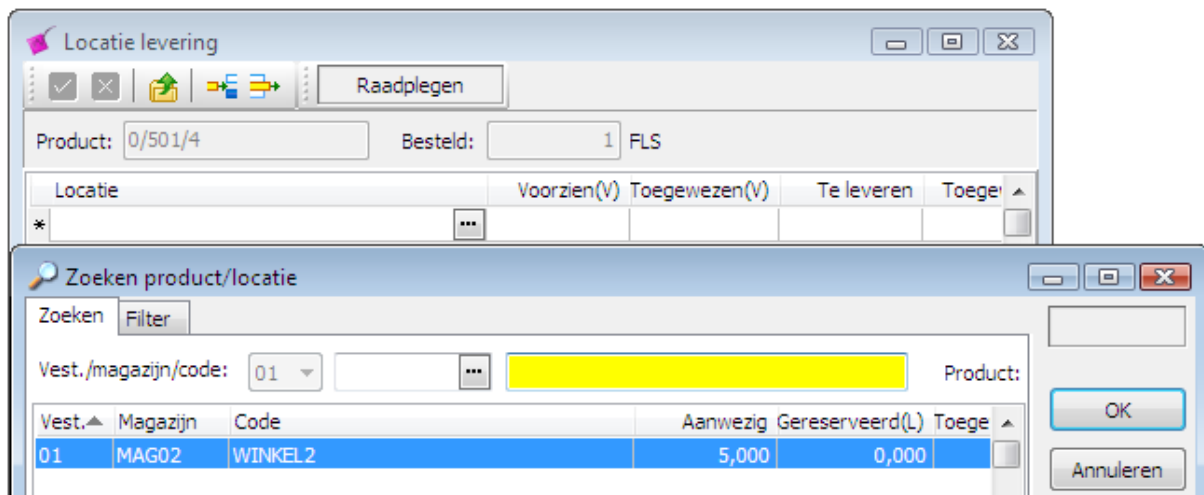 Locatie levering
Raadplegen
Product: 0/501/4 Besteld: 1 FLS
Locatie Voorzien(V) Toegewezen(V) Te leveren Toegew
* ...
Zoeken product/locatie
Zoeken Filter
Vest./magazijn/code: 01 ... Product:
Vest. Magazijn Code Aanwezig Gereserveerd(L) Toege
01 MAG02 WINKEL2 5,000 0,000
OK
Annuleren